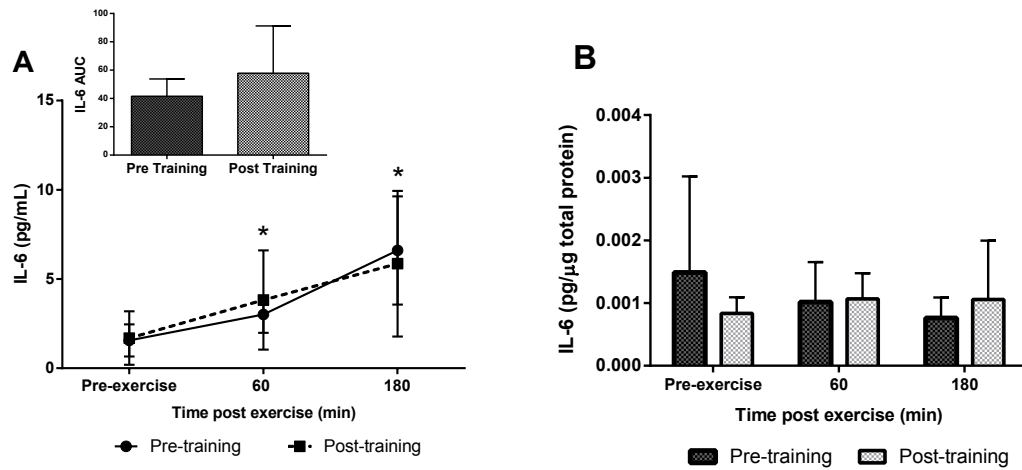 A
IL-6 AUC
100
80
60
40
20
0
Pre Training
Post Training
IL-6 (pg/mL)
15
10
5
0
*
*
Pre-exercise
60
180
Time post exercise (min)
Pre-training
Post-training
B
IL-6 (pg/μg total protein)
0.004
0.003
0.002
0.001
0.000
Pre-exercise
60
180
Time post exercise (min)
Pre-training
Post-training